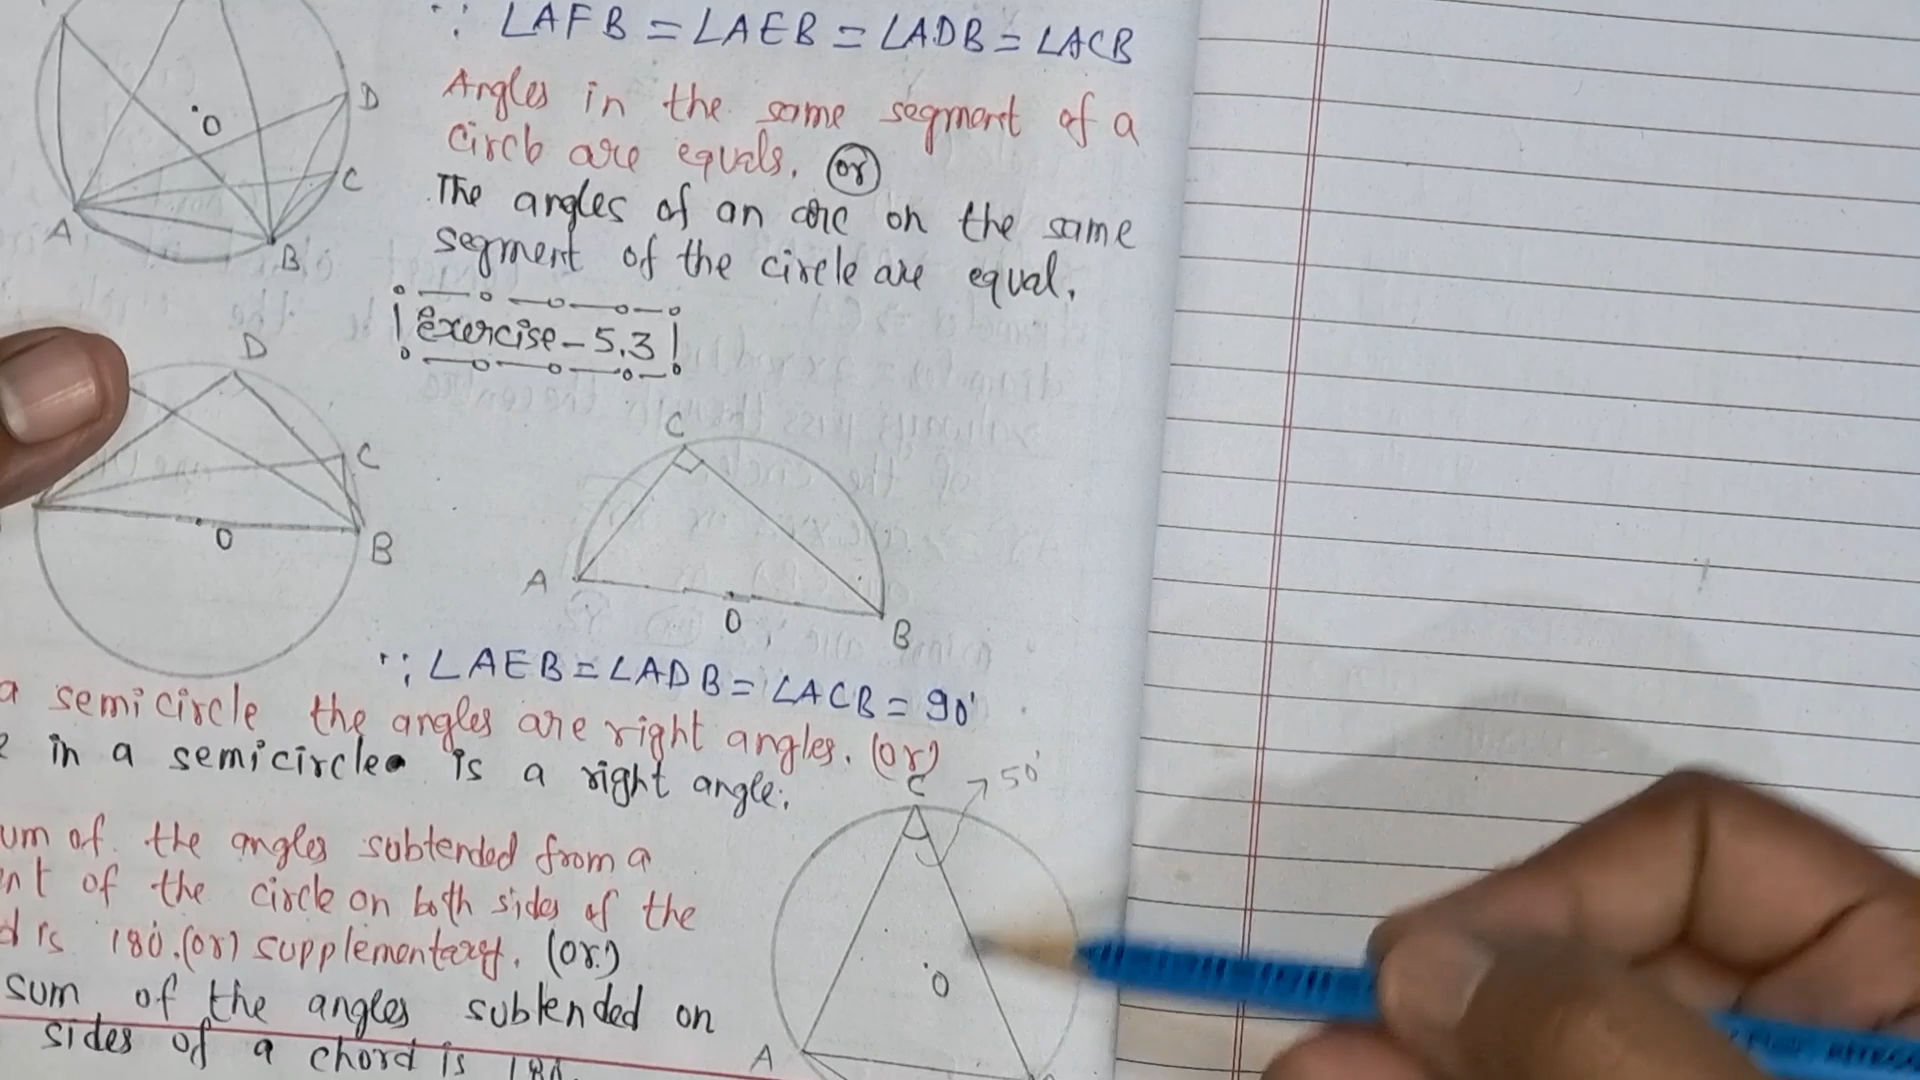 ∵ ∠AFB = ∠AEB = ∠ADB = ∠ACB
Angles in the same segment of a
circle are equals. (or)
The angles of an arc on the same
segment of the circle are equal.
exercise - 5.3
D
C
O
A
B
D
C
O
B
C
A
O
B
∵ ∠AEB = ∠ADB = ∠ACB = 90°
a semicircle the angles are right angles. (or)
in a semicircle is a right angle.
C
50°
um of the angles subtended from a
nt of the circle on both sides of the
d is 180.(or) supplementary. (or)
sum of the angles subtended on
sides of a chord is 180.
O
A